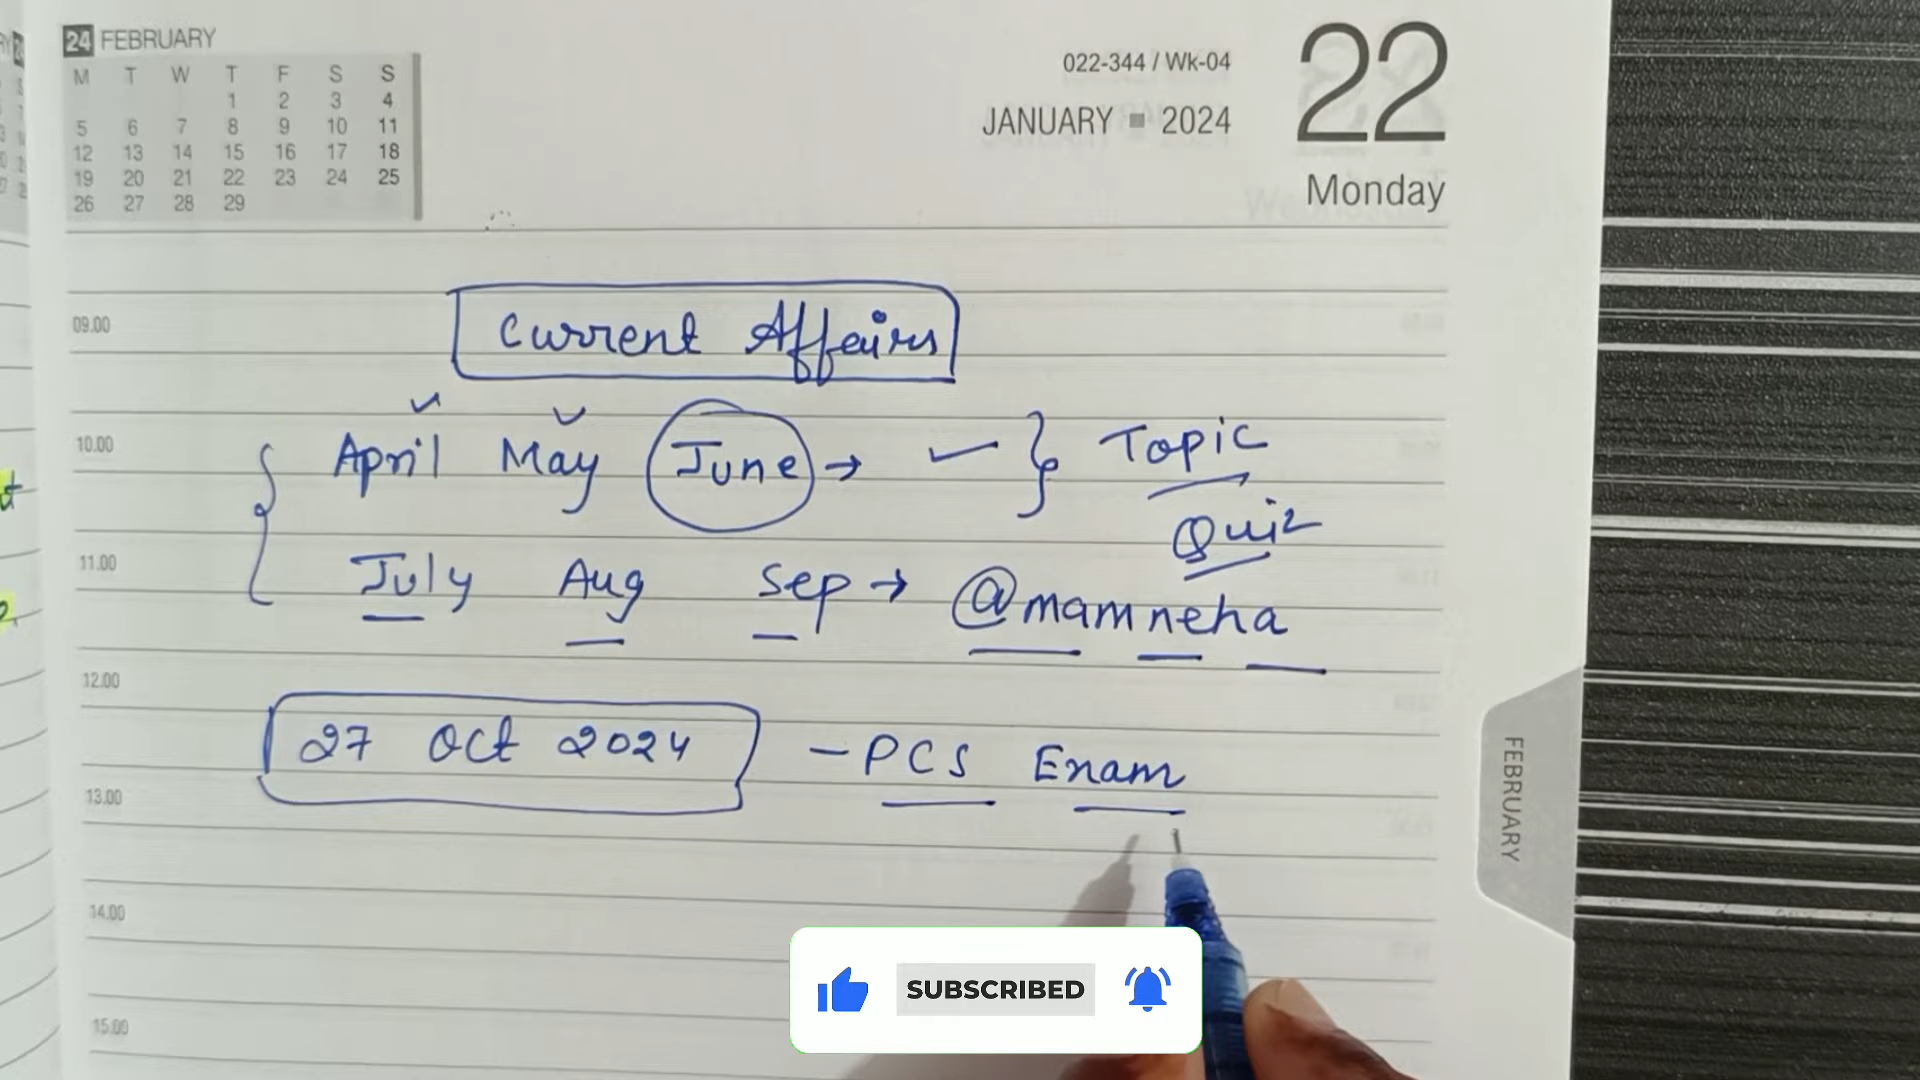 24 FEBRUARY
M T W T F S S
1 2 3 4
5 6 7 8 9 10 11
12 13 14 15 16 17 18
19 20 21 22 23 24 25
26 27 28 29
022-344 / Wk-04
JANUARY ■ 2024
22
Monday
09.00
Current Affairs
10.00
April May June → ✓ } Topic
Quiz
11.00
July Aug Sep → @mamneha
12.00
27 Oct 2024 - PCS Exam
13.00
14.00
15.00
FEBRUARY
SUBSCRIBED